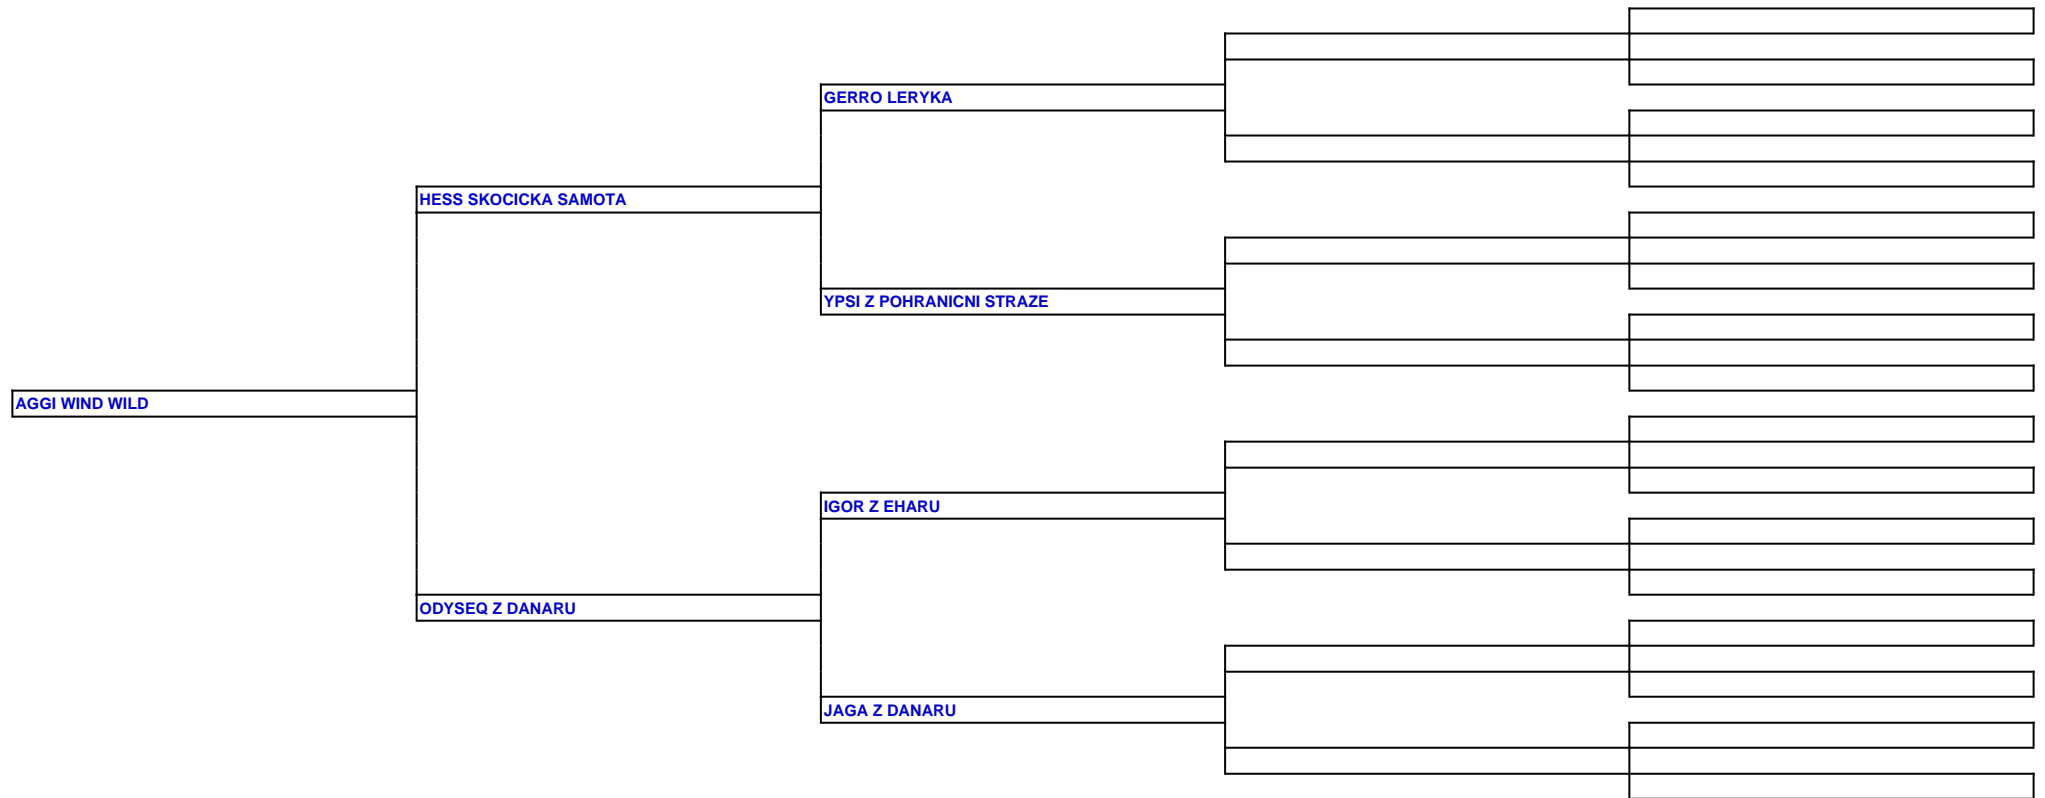 GERRO LERYKA
HESS SKOCICKA SAMOTA
YPSI Z POHRANICNI STRAZE
AGGI WIND WILD
IGOR Z EHARU
ODYSEQ Z DANARU
JAGA Z DANARU